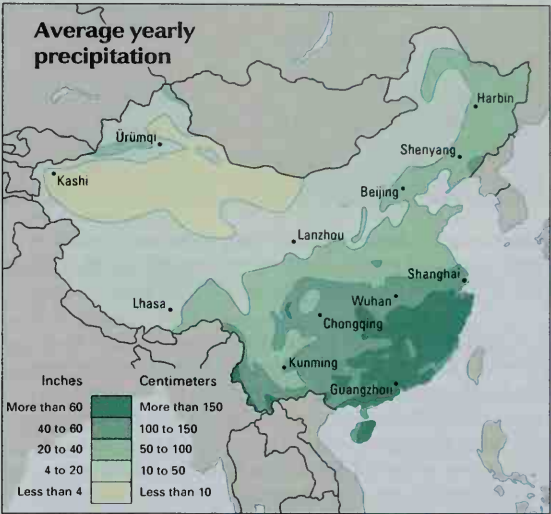 Average yearly
precipitation
Harbin
Ürümqi
Shenyang
Kashi
Beijing
Lanzhou
Shanghai
Lhasa
Wuhan
Chongqing
Kunming
Guangzhou
Inches Centimeters
More than 60 More than 150
40 to 60 100 to 150
20 to 40 50 to 100
4 to 20 10 to 50
Less than 4 Less than 10